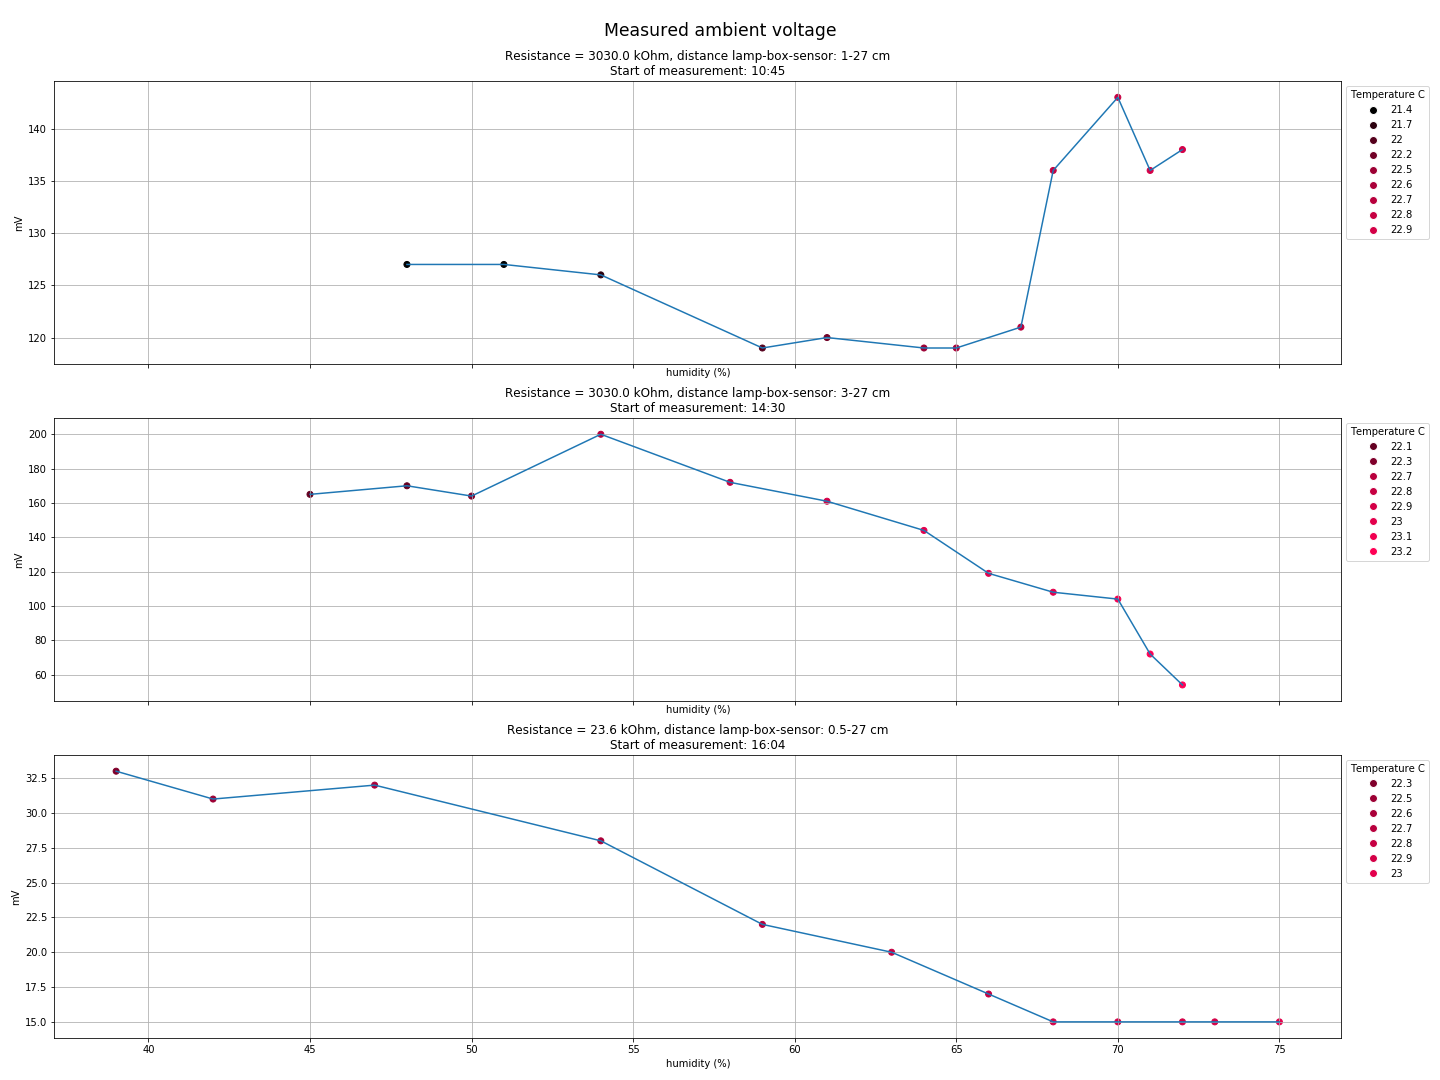 Measured ambient voltage
Resistance = 3030.0 kOhm, distance lamp-box-sensor: 1-27 cm
Start of measurement: 10:45
mV
140
135
130
125
120
humidity (%)
Temperature C
21.4
21.7
22
22.2
22.5
22.6
22.7
22.8
22.9
Resistance = 3030.0 kOhm, distance lamp-box-sensor: 3-27 cm
Start of measurement: 14:30
mV
200
180
160
140
120
100
80
60
humidity (%)
Temperature C
22.1
22.3
22.7
22.8
22.9
23
23.1
23.2
Resistance = 23.6 kOhm, distance lamp-box-sensor: 0.5-27 cm
Start of measurement: 16:04
mV
32.5
30.0
27.5
25.0
22.5
20.0
17.5
15.0
40 45 50 55 60 65 70 75
humidity (%)
Temperature C
22.3
22.5
22.6
22.7
22.8
22.9
23